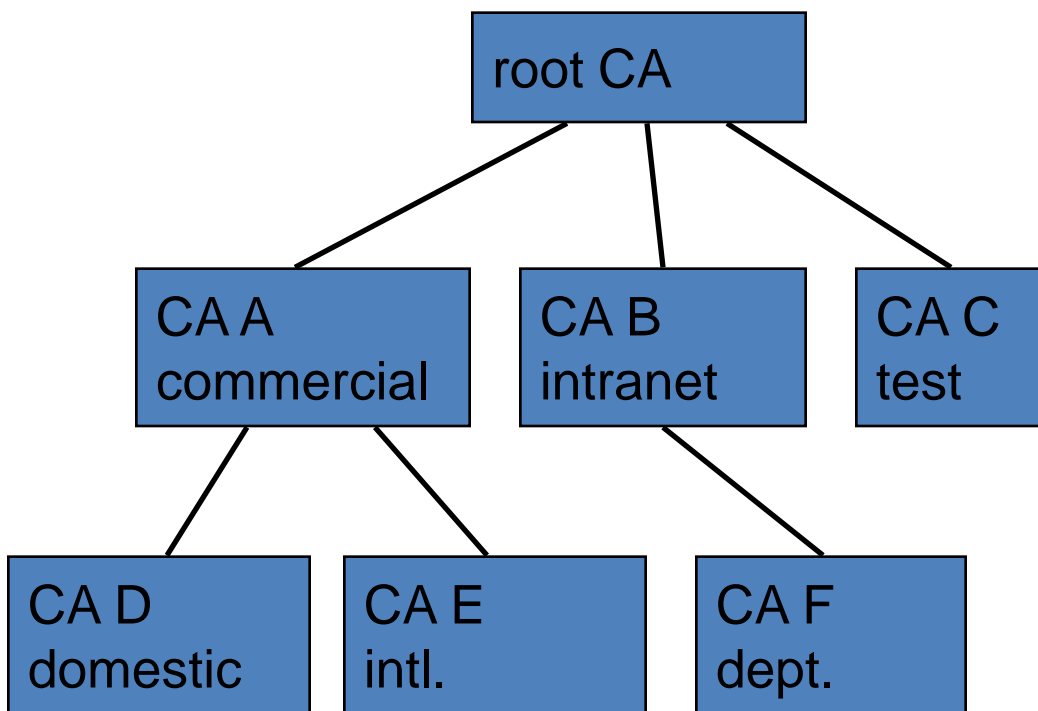 root CA
CA A
commercial
CA B
intranet
CA C
test
CA D
domestic
CA E
intl.
CA F
dept.